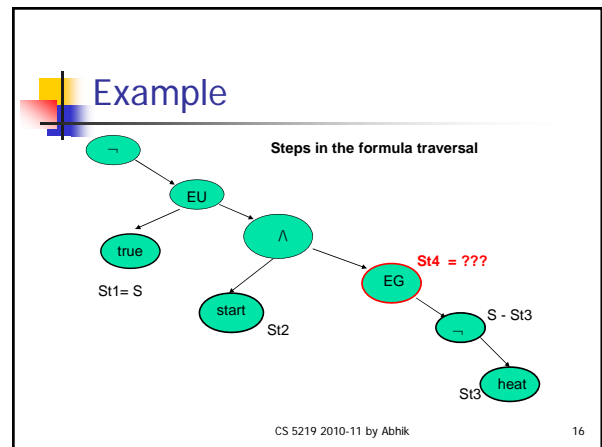 Example
Steps in the formula traversal
¬
EU
true
St1= S
Λ
start
St2
St4 = ???
EG
S - St3
¬
heat
St3
CS 5219 2010-11 by Abhik
16